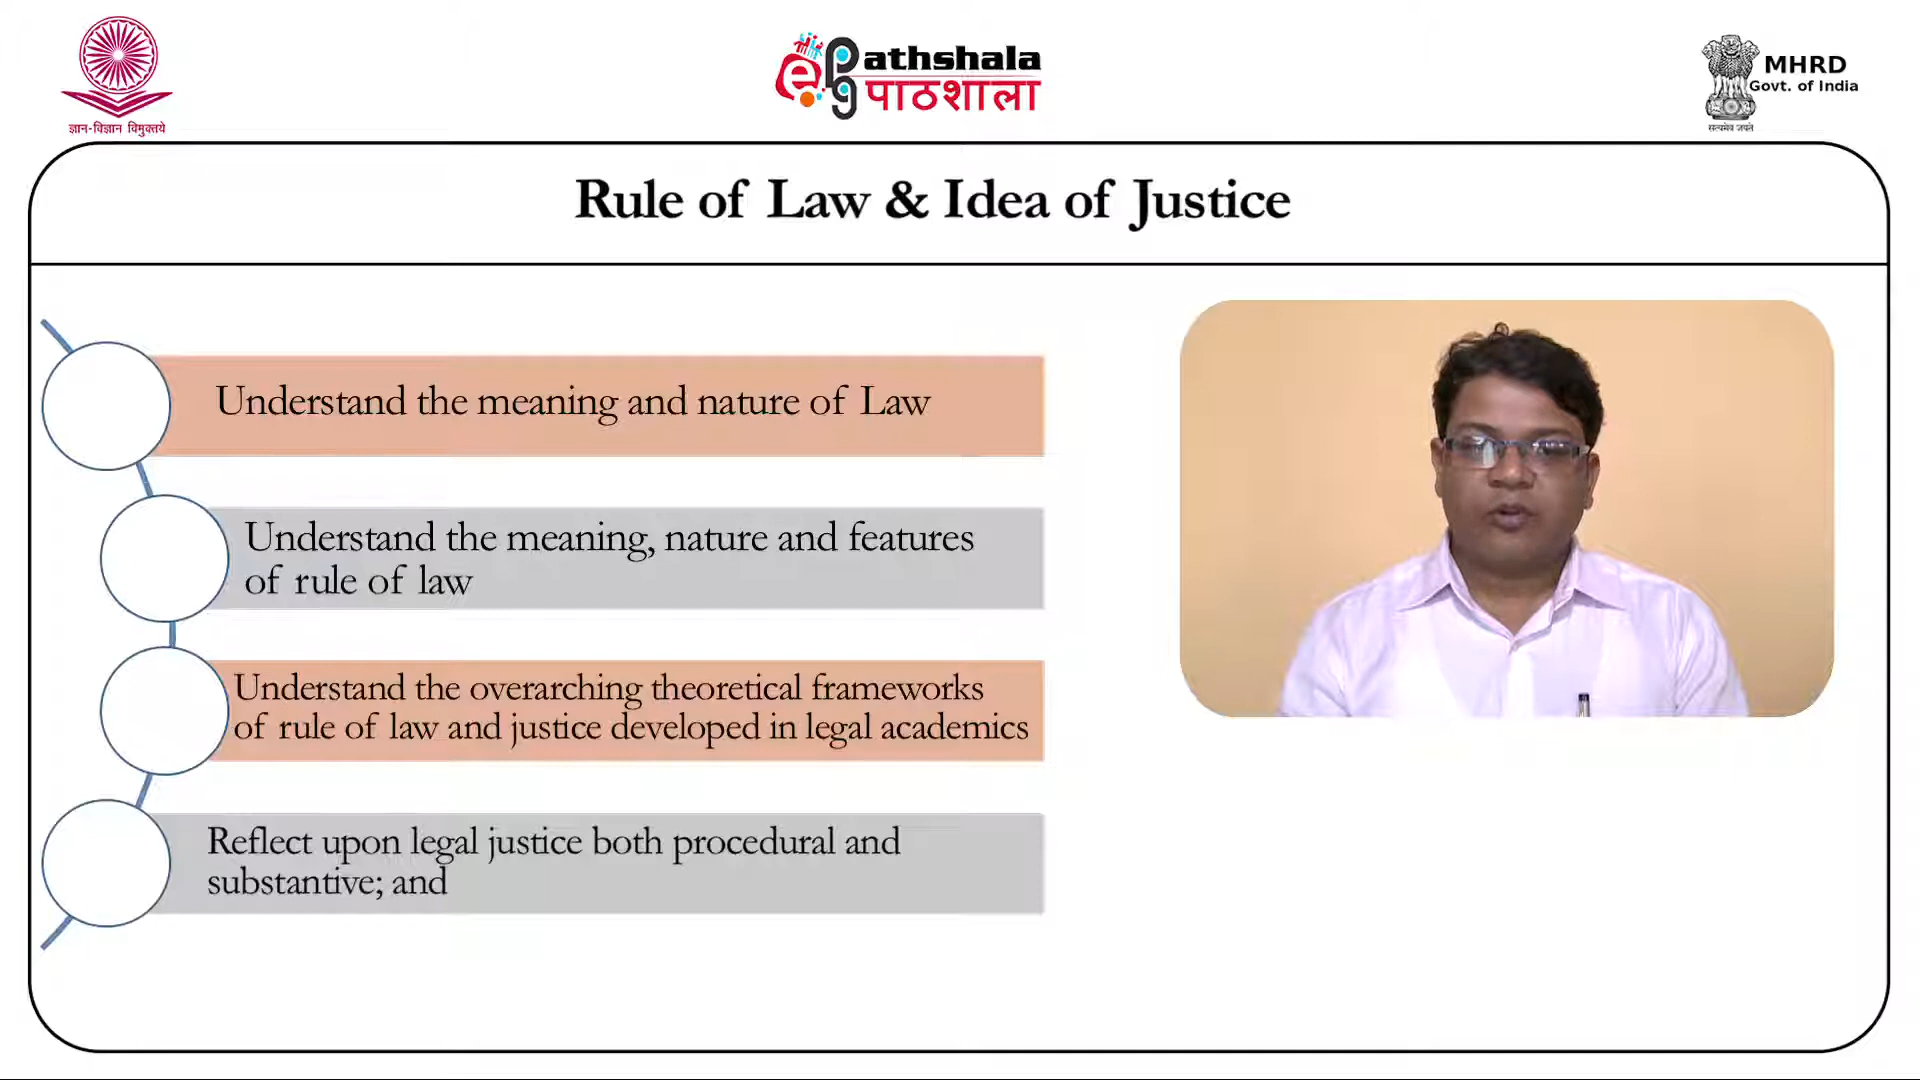 ज्ञान-विज्ञान विमुक्तये
ePgathshala
पाठशाला
MHRD
Govt. of India
सत्यमेव जयते
Rule of Law & Idea of Justice
Understand the meaning and nature of Law
Understand the meaning, nature and features
of rule of law
Understand the overarching theoretical frameworks
of rule of law and justice developed in legal academics
Reflect upon legal justice both procedural and
substantive; and